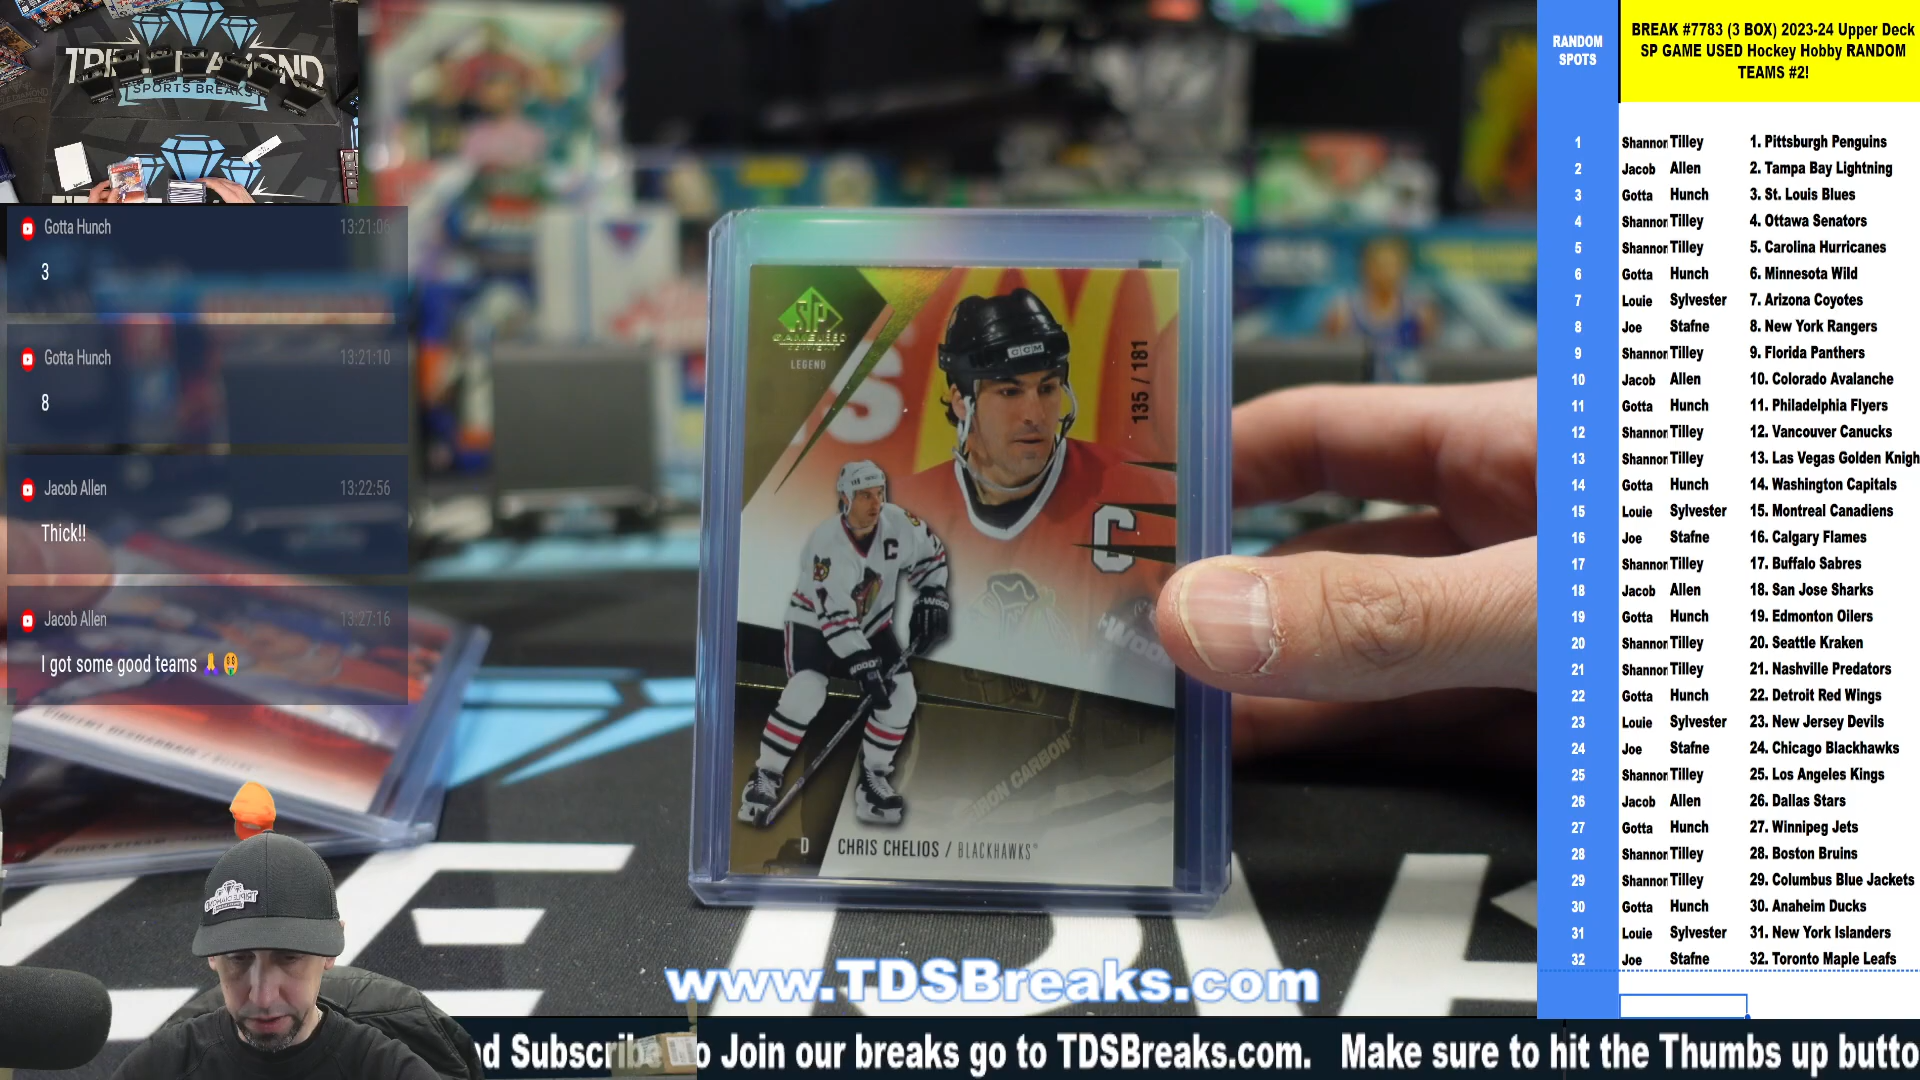 TRIPLE DIAMOND
SPORTS BREAKS
Gotta Hunch 13:21:06
3
Gotta Hunch 13:21:10
8
Jacob Allen 13:22:56
Thick!!
Jacob Allen 13:27:16
I got some good teams 🙏🤑
SP
GAME USED
EDITION
LEGEND
CCM
135 / 181
C
C
D CHRIS CHELIOS / BLACKHAWKS
www.TDSBreaks.com
d Subscribe to Join our breaks go to TDSBreaks.com. Make sure to hit the Thumbs up butto
RANDOM
SPOTS
BREAK #7783 (3 BOX) 2023-24 Upper Deck
SP GAME USED Hockey Hobby RANDOM
TEAMS #2!
1 Shannon Tilley 1. Pittsburgh Penguins
2 Jacob Allen 2. Tampa Bay Lightning
3 Gotta Hunch 3. St. Louis Blues
4 Shannon Tilley 4. Ottawa Senators
5 Shannon Tilley 5. Carolina Hurricanes
6 Gotta Hunch 6. Minnesota Wild
7 Louie Sylvester 7. Arizona Coyotes
8 Joe Stafne 8. New York Rangers
9 Shannon Tilley 9. Florida Panthers
10 Jacob Allen 10. Colorado Avalanche
11 Gotta Hunch 11. Philadelphia Flyers
12 Shannon Tilley 12. Vancouver Canucks
13 Shannon Tilley 13. Las Vegas Golden Knigh
14 Gotta Hunch 14. Washington Capitals
15 Louie Sylvester 15. Montreal Canadiens
16 Joe Stafne 16. Calgary Flames
17 Shannon Tilley 17. Buffalo Sabres
18 Jacob Allen 18. San Jose Sharks
19 Gotta Hunch 19. Edmonton Oilers
20 Shannon Tilley 20. Seattle Kraken
21 Shannon Tilley 21. Nashville Predators
22 Gotta Hunch 22. Detroit Red Wings
23 Louie Sylvester 23. New Jersey Devils
24 Joe Stafne 24. Chicago Blackhawks
25 Shannon Tilley 25. Los Angeles Kings
26 Jacob Allen 26. Dallas Stars
27 Gotta Hunch 27. Winnipeg Jets
28 Shannon Tilley 28. Boston Bruins
29 Shannon Tilley 29. Columbus Blue Jackets
30 Gotta Hunch 30. Anaheim Ducks
31 Louie Sylvester 31. New York Islanders
32 Joe Stafne 32. Toronto Maple Leafs